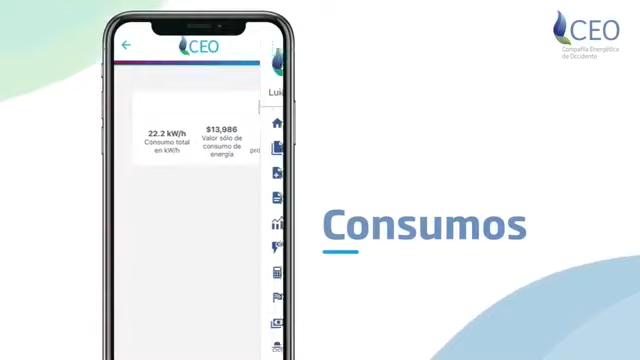 CEO
Luis
22.2 kW/h
Consumo total
en kW/h
$13,986
Valor sólo de
consumo de
energía
Consumos
CEO
Compañía Energética
de Occidente